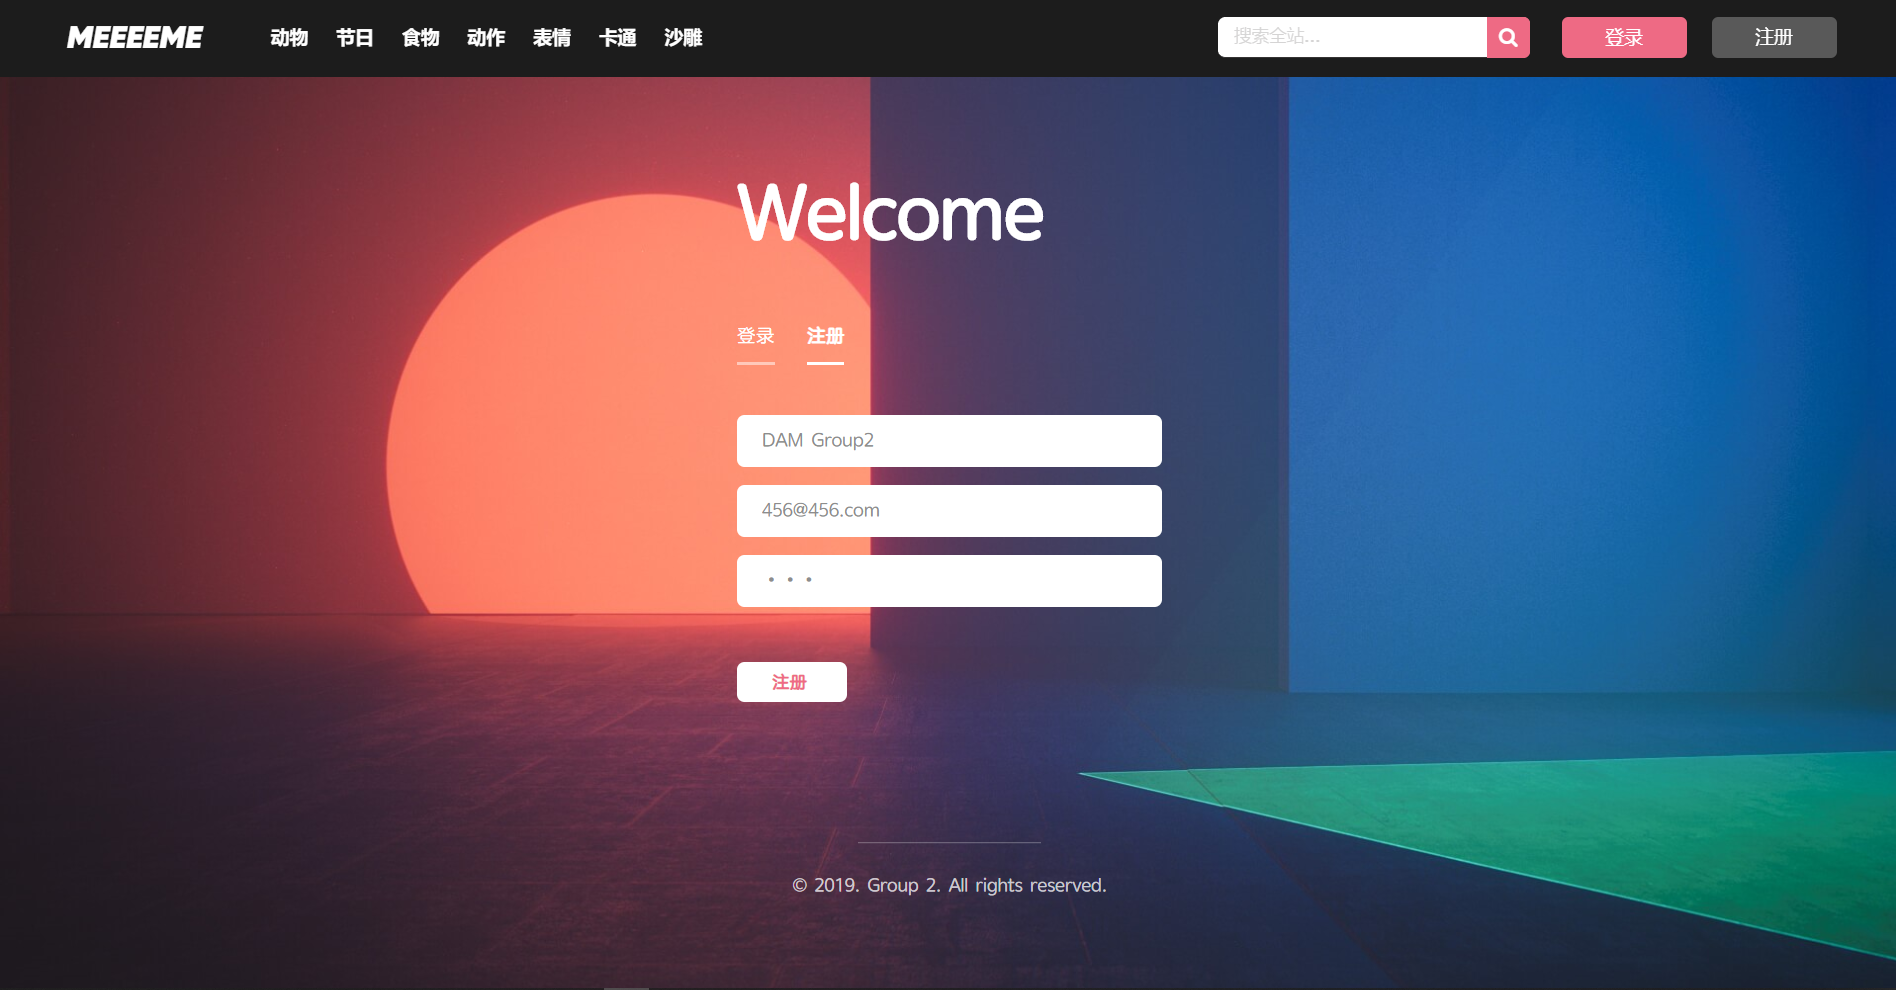 MEEEEME 动物 节日 食物 动作 表情 卡通 沙雕 搜索全站... 登录 注册
Welcome
登录 注册
DAM Group2
456@456.com
• • •
注册
© 2019. Group 2. All rights reserved.